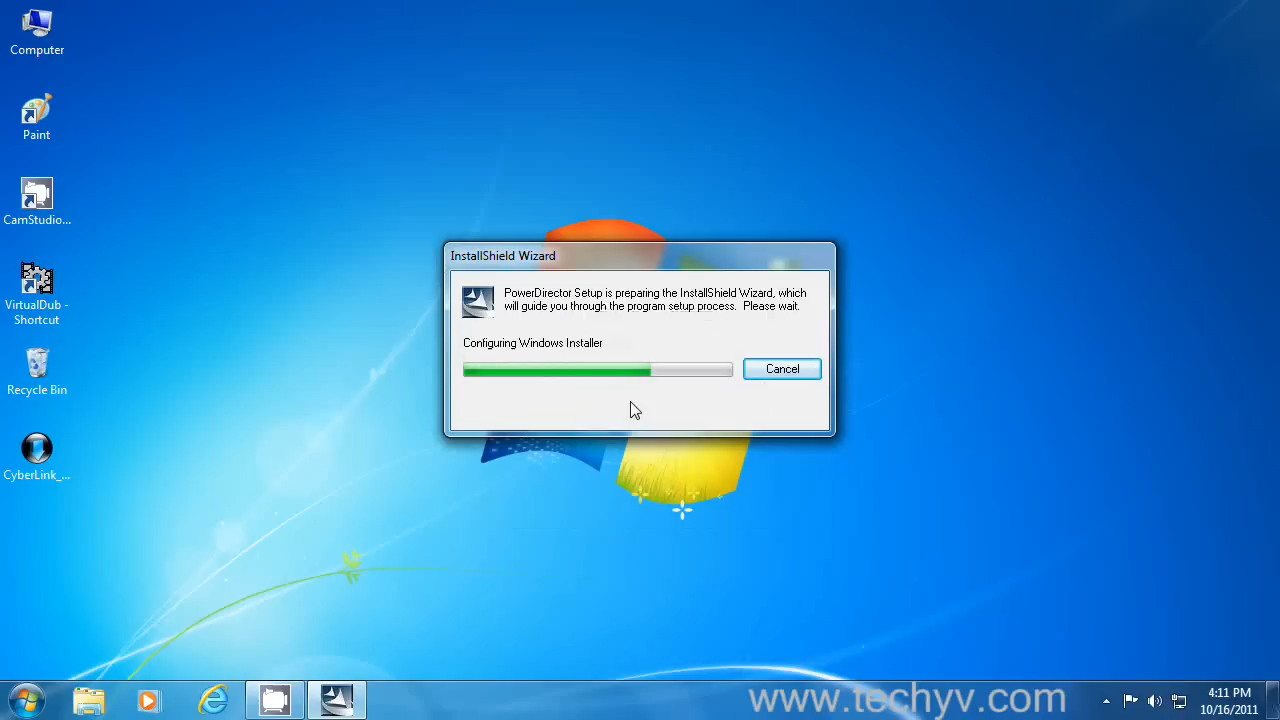 Computer
Paint
CamStudio...
VirtualDub -
Shortcut
Recycle Bin
CyberLink_...
InstallShield Wizard
PowerDirector Setup is preparing the InstallShield Wizard, which
will guide you through the program setup process. Please wait.
Configuring Windows Installer
Cancel
www.techyv.com
4:11 PM
10/16/2011